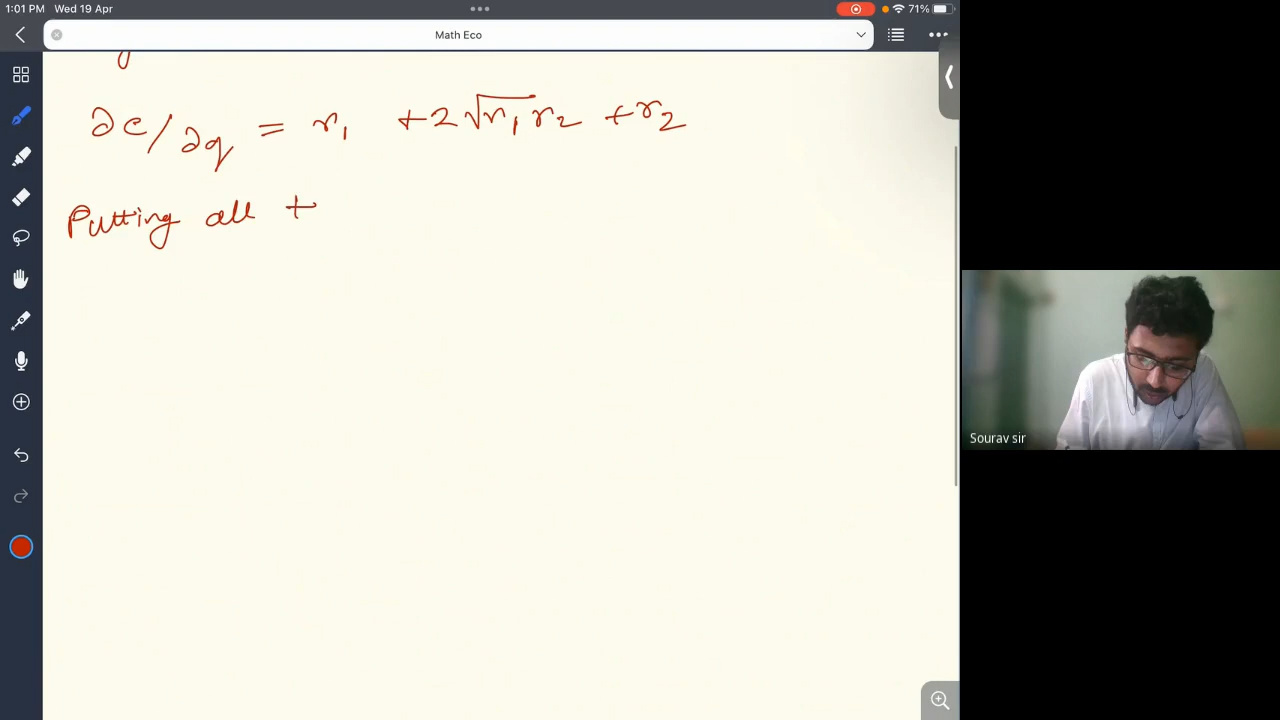 1:01 PM Wed 19 Apr
71%
Math Eco
∂c/∂q = r₁ +2√r₁r₂ +r₂
Putting all t
Sourav sir